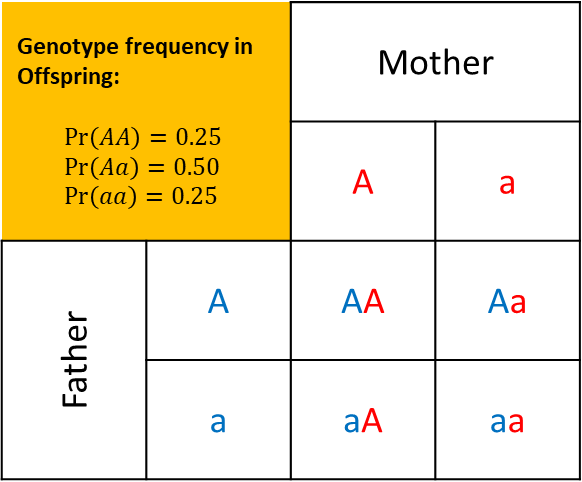 Genotype frequency in
Offspring:
Pr(AA) = 0.25
Pr(Aa) = 0.50
Pr(aa) = 0.25
Mother
A a
Father
A AA Aa
a aA aa